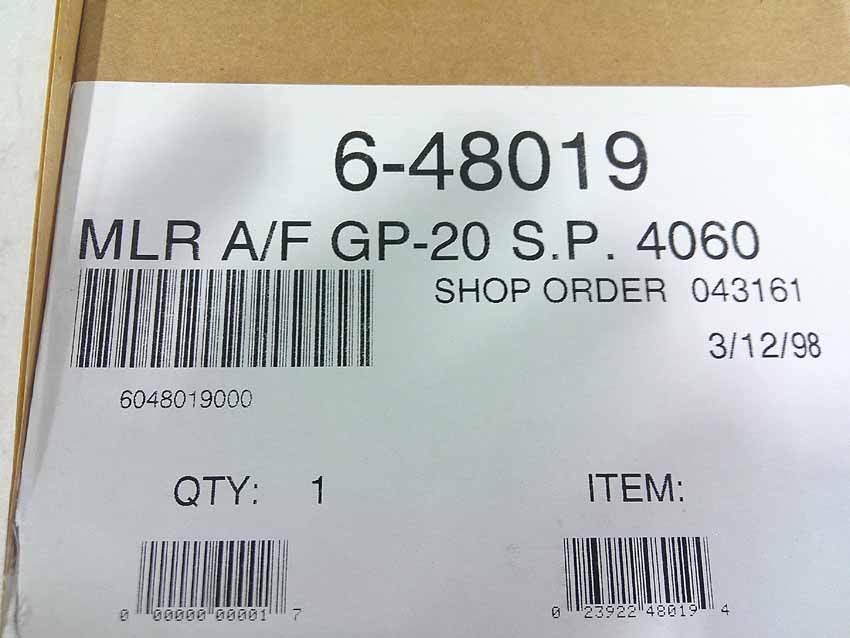 6-48019
MLR A/F GP-20 S.P. 4060
SHOP ORDER 043161
3/12/98
6048019000
QTY: 1 ITEM:
0 00000 00001 7
0 23922 48019 4